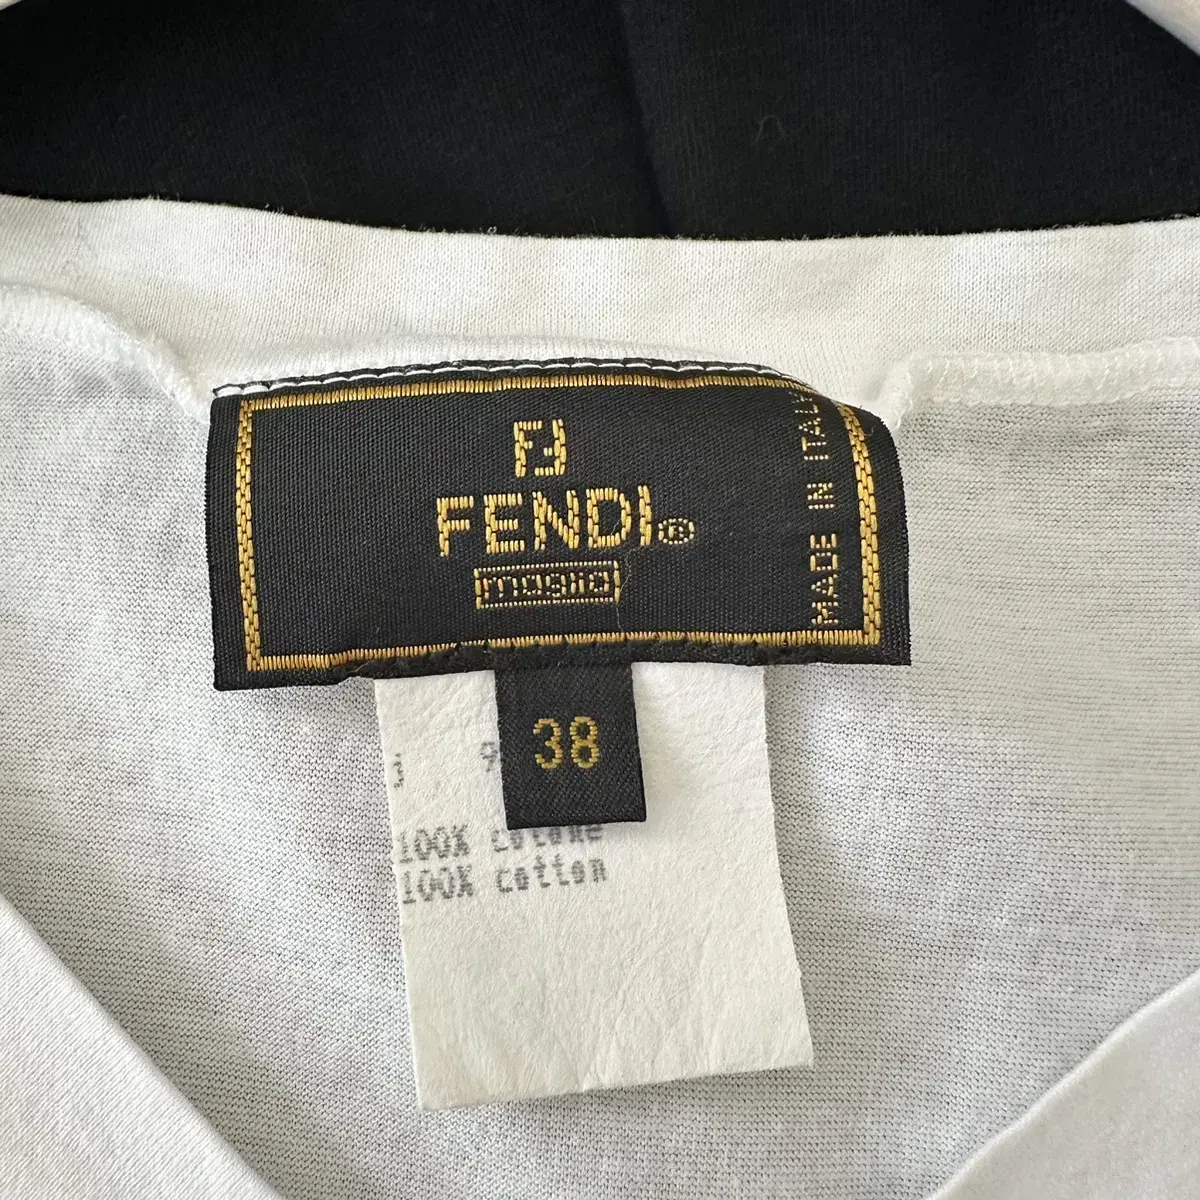 FF
FENDI®
maglia
MADE IN ITALY
38
100% cotone
100% cotton